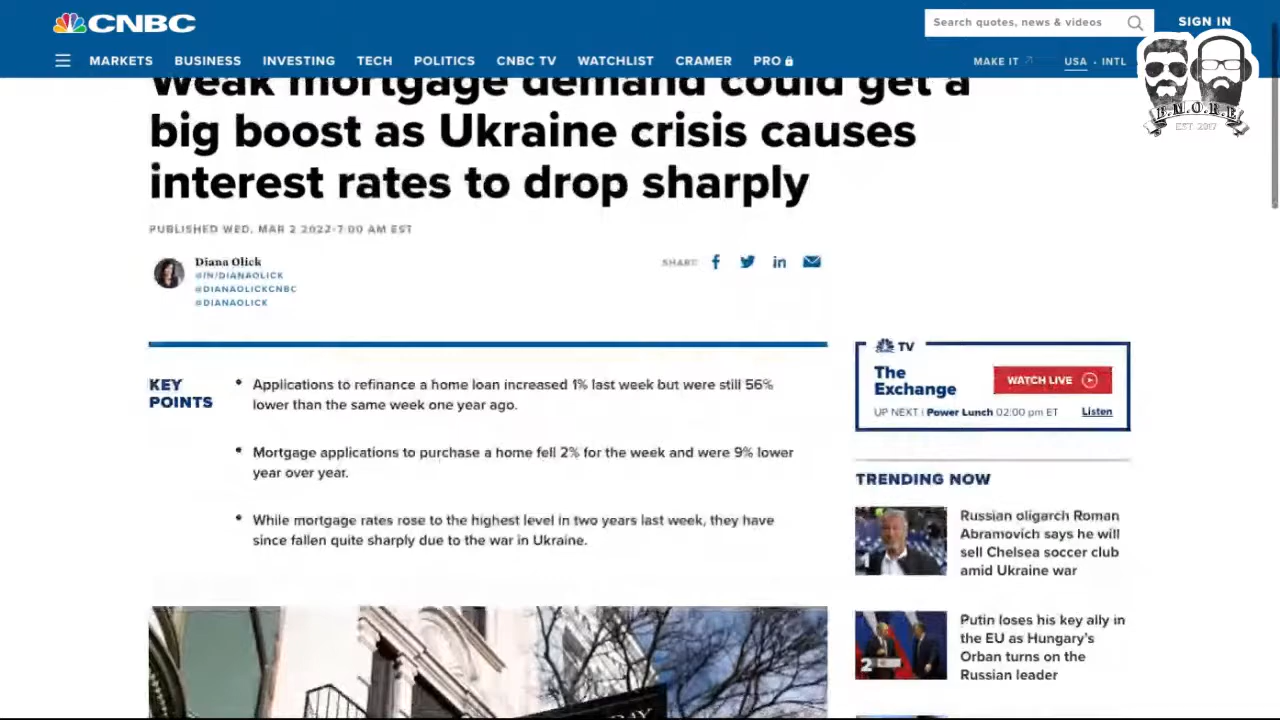 CNBC
Search quotes, news & videos
SIGN IN
MARKETS BUSINESS INVESTING TECH POLITICS CNBC TV WATCHLIST CRAMER PRO
MAKE IT
USA • INTL
B.M.O.R.E
EST 2017
Weak mortgage demand could get a
big boost as Ukraine crisis causes
interest rates to drop sharply
PUBLISHED WED, MAR 2 2022 7:00 AM EST
Diana Olick
@/IN/DIANAOLICK
@DIANAOLICKCNBC
@DIANAOLICK
SHARE
KEY
POINTS
Applications to refinance a home loan increased 1% last week but were still 56%
lower than the same week one year ago.
Mortgage applications to purchase a home fell 2% for the week and were 9% lower
year over year.
While mortgage rates rose to the highest level in two years last week, they have
since fallen quite sharply due to the war in Ukraine.
TV
The
Exchange
WATCH LIVE
UP NEXT | Power Lunch 02:00 pm ET
Listen
TRENDING NOW
1
Russian oligarch Roman
Abramovich says he will
sell Chelsea soccer club
amid Ukraine war
2
Putin loses his key ally in
the EU as Hungary's
Orban turns on the
Russian leader